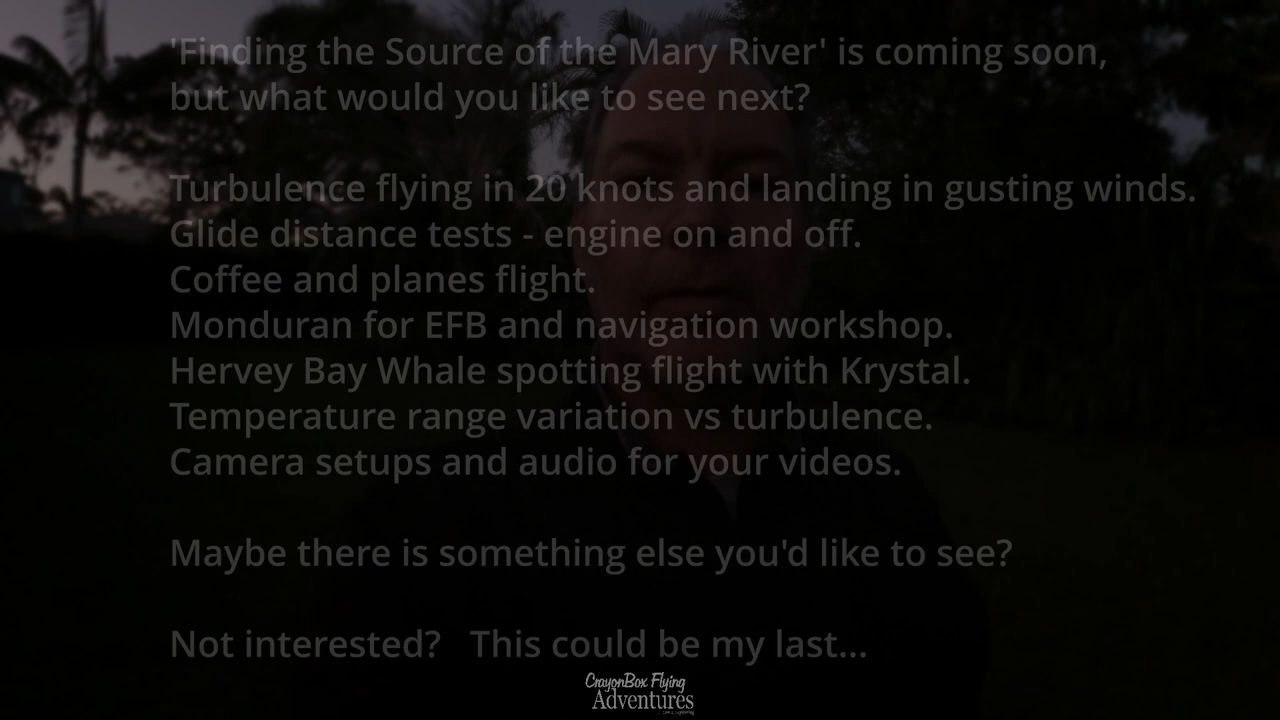 'Finding the Source of the Mary River' is coming soon,
but what would you like to see next?
Turbulence flying in 20 knots and landing in gusting winds.
Glide distance tests - engine on and off.
Coffee and planes flight.
Monduran for EFB and navigation workshop.
Hervey Bay Whale spotting flight with Krystal.
Temperature range variation vs turbulence.
Camera setups and audio for your videos.
Maybe there is something else you'd like to see?
Not interested?   This could be my last...
CrayonBox Flying
Adventures